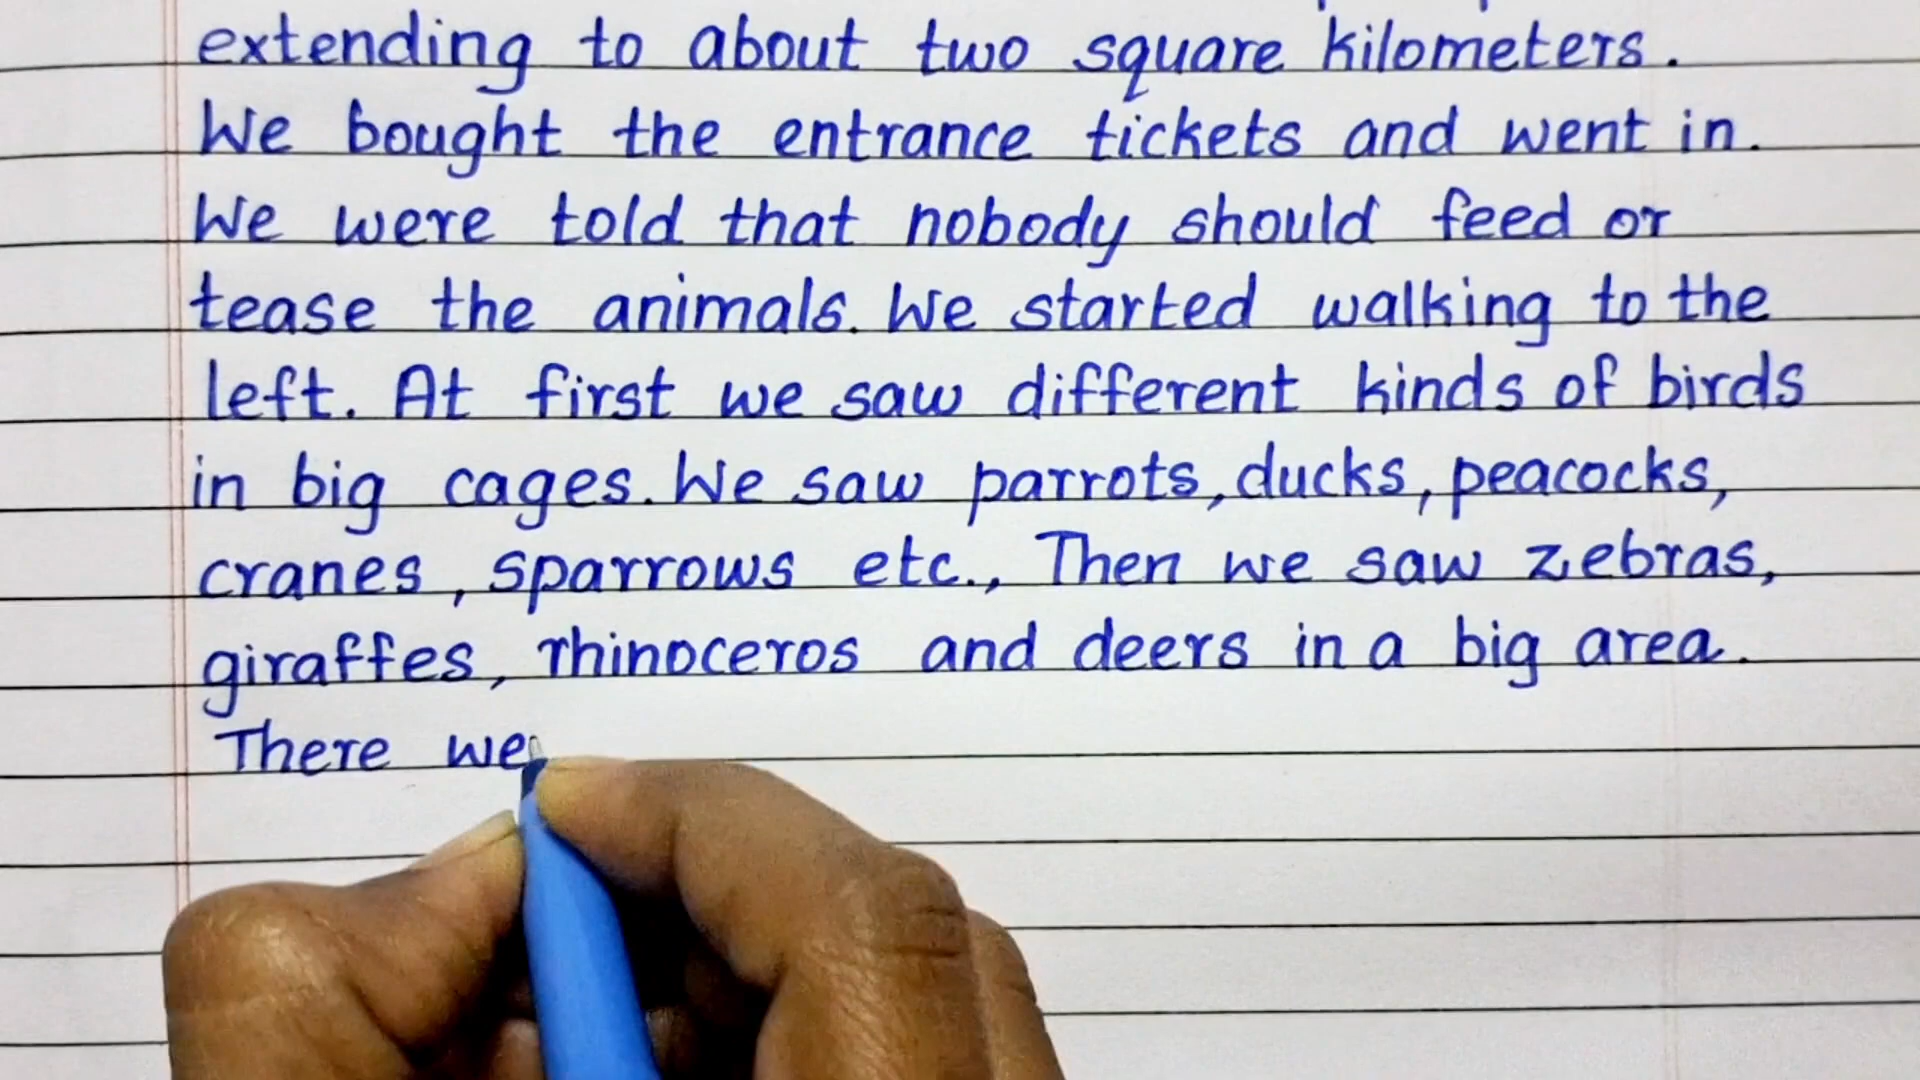 extending to about two square kilometers.
We bought the entrance tickets and went in.
We were told that nobody should feed or
tease the animals. We started walking to the
left. At first we saw different kinds of birds
in big cages. We saw parrots, ducks, peacocks,
cranes, sparrows etc., Then we saw zebras,
giraffes, rhinoceros and deers in a big area.
There we